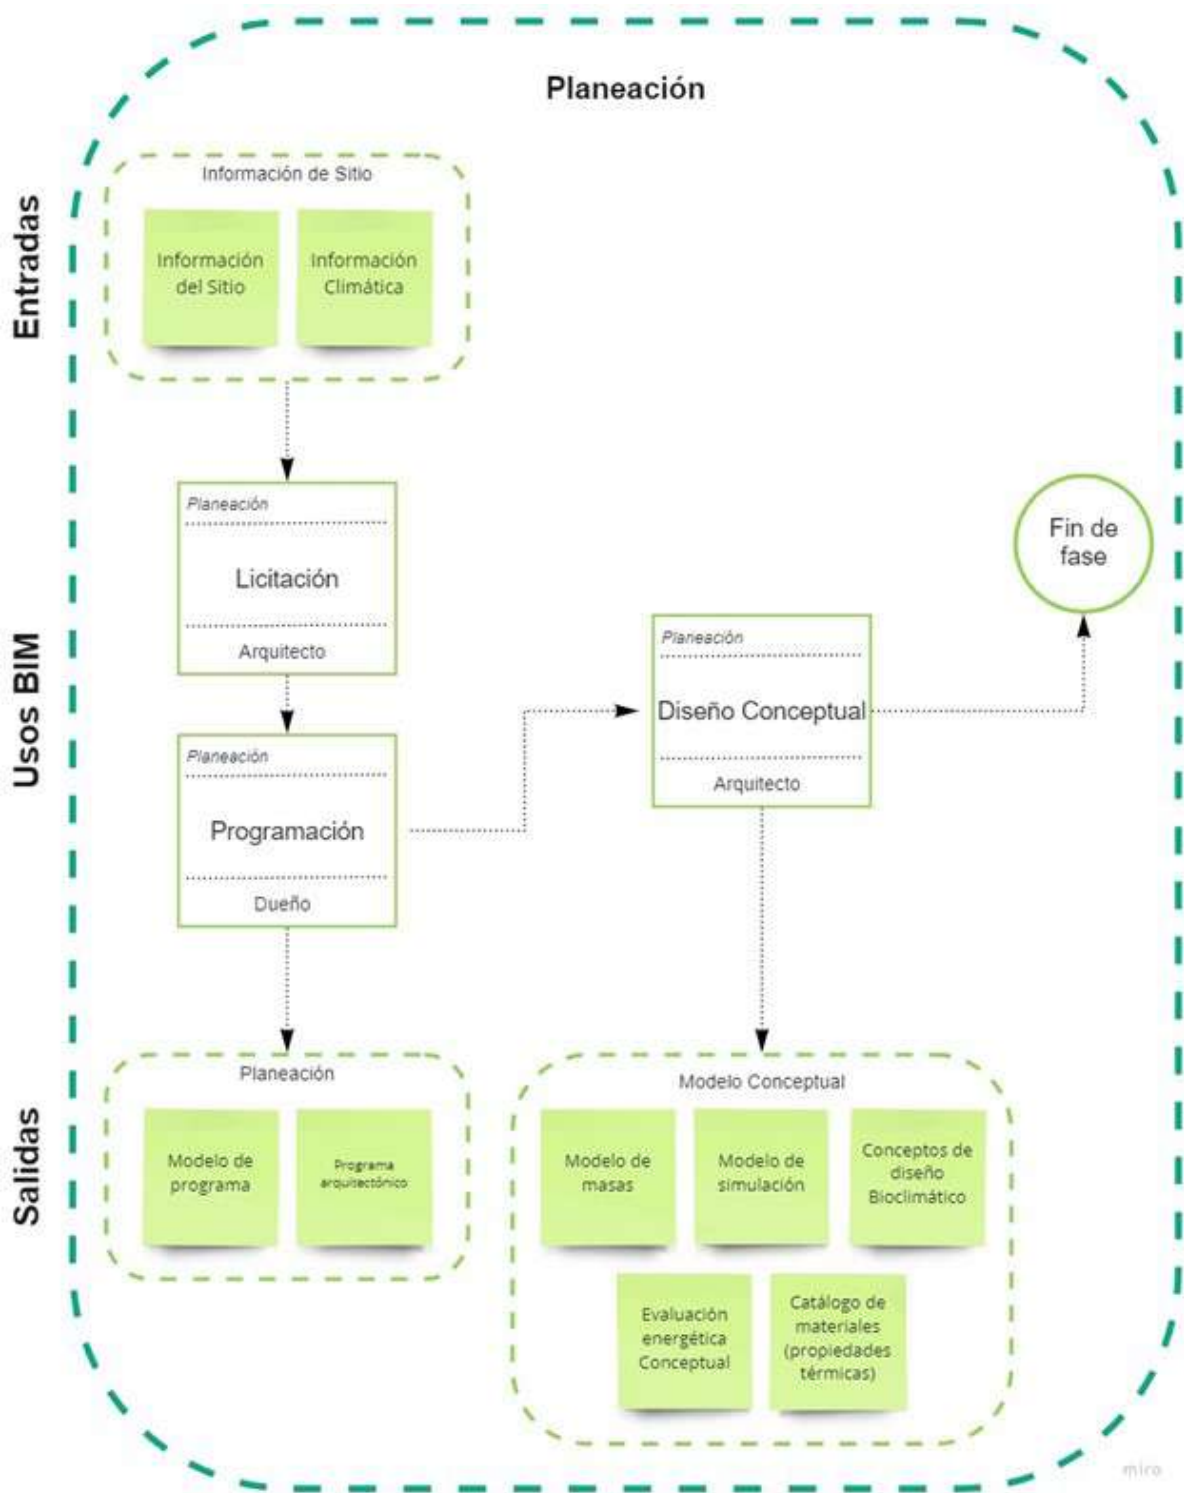 Planeación
Entradas
Información de Sitio
Información
del Sitio
Información
Climática
Usos BIM
Planeación
Licitación
Arquitecto
Planeación
Programación
Dueño
Planeación
Diseño Conceptual
Arquitecto
Fin de
fase
Salidas
Planeación
Modelo de
programa
Programa
arquitectónico
Modelo Conceptual
Modelo de
masas
Modelo de
simulación
Conceptos de
diseño
Bioclimático
Evaluación
energética
Conceptual
Catálogo de
materiales
(propiedades
térmicas)
miro